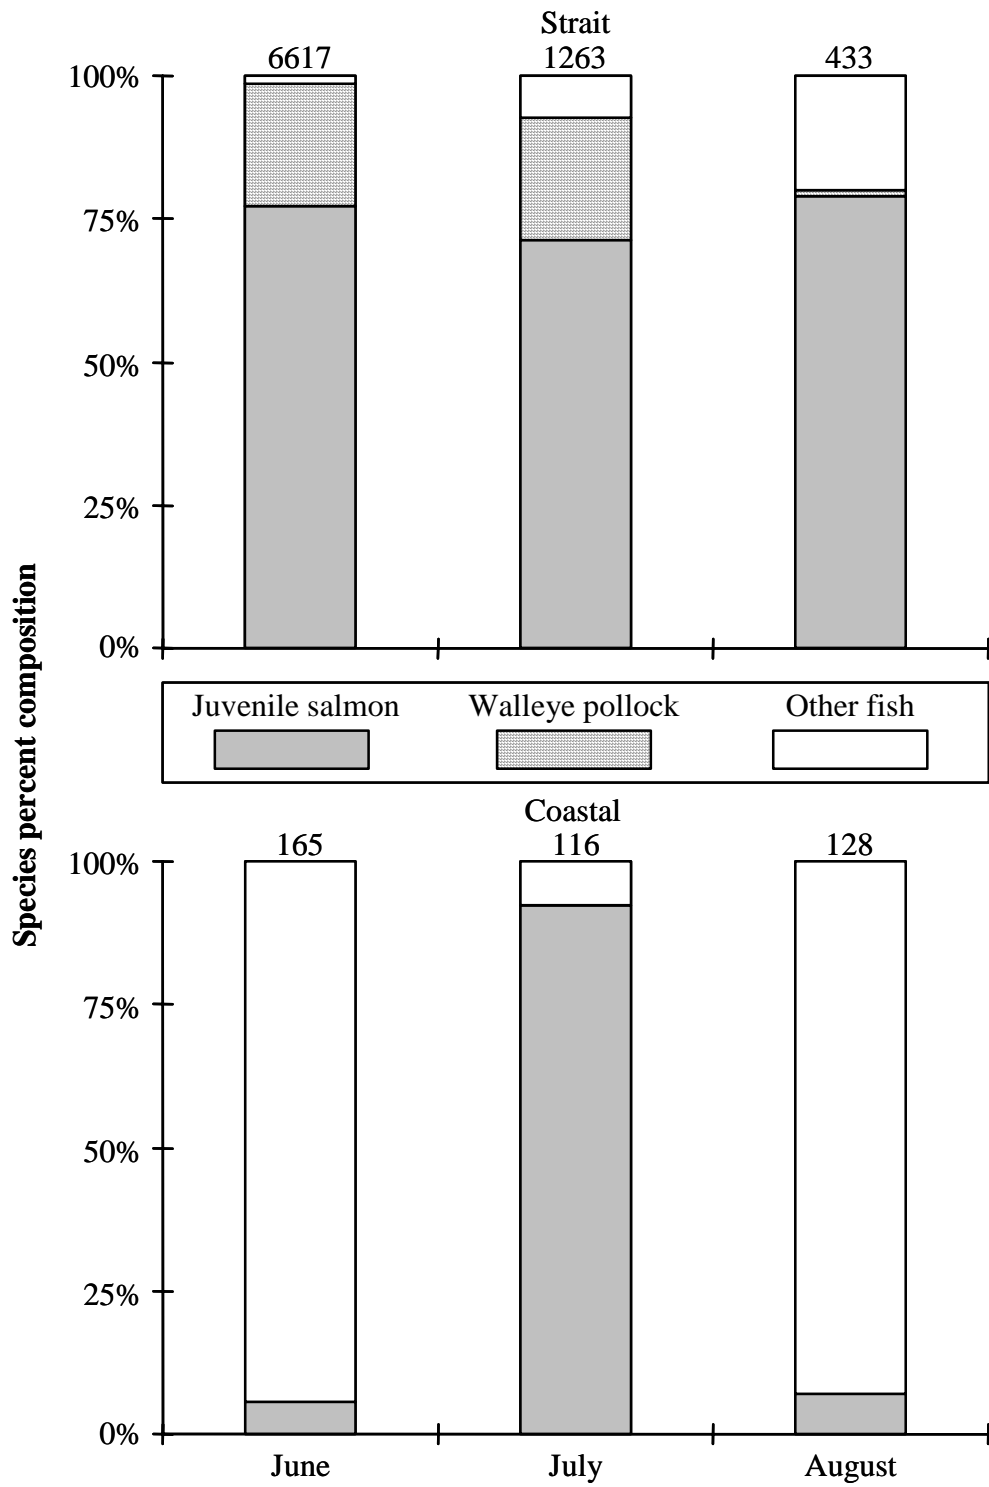 Strait
6617 1263 433
100%
75%
50%
25%
0%
Species percent composition
Juvenile salmon Walleye pollock Other fish
Coastal
165 116 128
100%
75%
50%
25%
0%
June July August